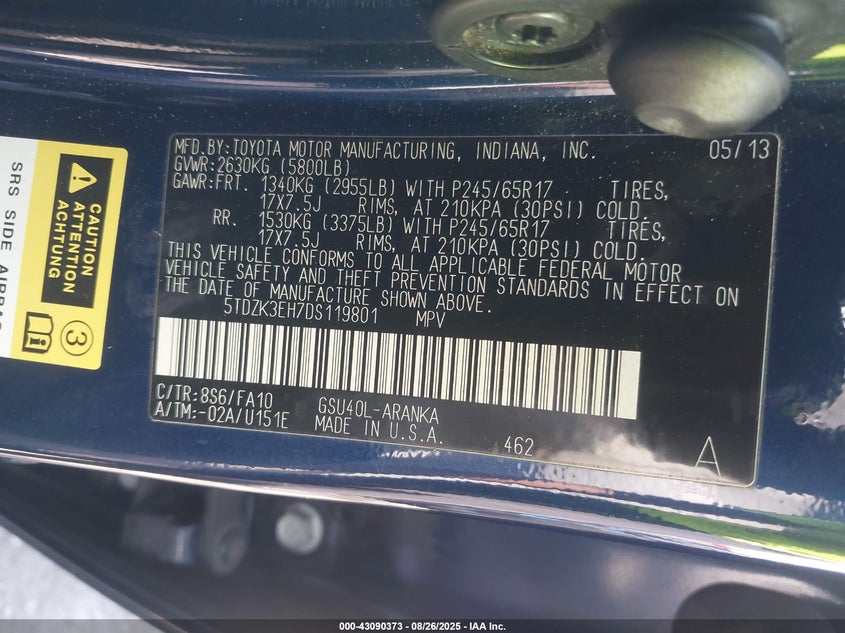 MFD.BY:TOYOTA MOTOR MANUFACTURING, INDIANA, INC. 05/13
GVWR:2630KG (5800LB)
GAWR:FRT. 1340KG (2955LB) WITH P245/65R17 TIRES,
17X7.5J RIMS, AT 210KPA (30PSI) COLD.
RR. 1530KG (3375LB) WITH P245/65R17 TIRES,
17X7.5J RIMS, AT 210KPA (30PSI) COLD.
THIS VEHICLE CONFORMS TO ALL APPLICABLE FEDERAL MOTOR
VEHICLE SAFETY AND THEFT PREVENTION STANDARDS IN EFFECT ON
THE DATE OF MANUFACTURE SHOWN ABOVE.
5TDZK3EH7DS119801 MPV
C/TR:8S6/FA10 GSU40L-ARANKA
A/TM:-02A/U151E MADE IN U.S.A.
462 A
SRS SIDE AIRBAG
CAUTION
ATTENTION
ACHTUNG
3
000-43090373 - 08/26/2025 - IAA Inc.